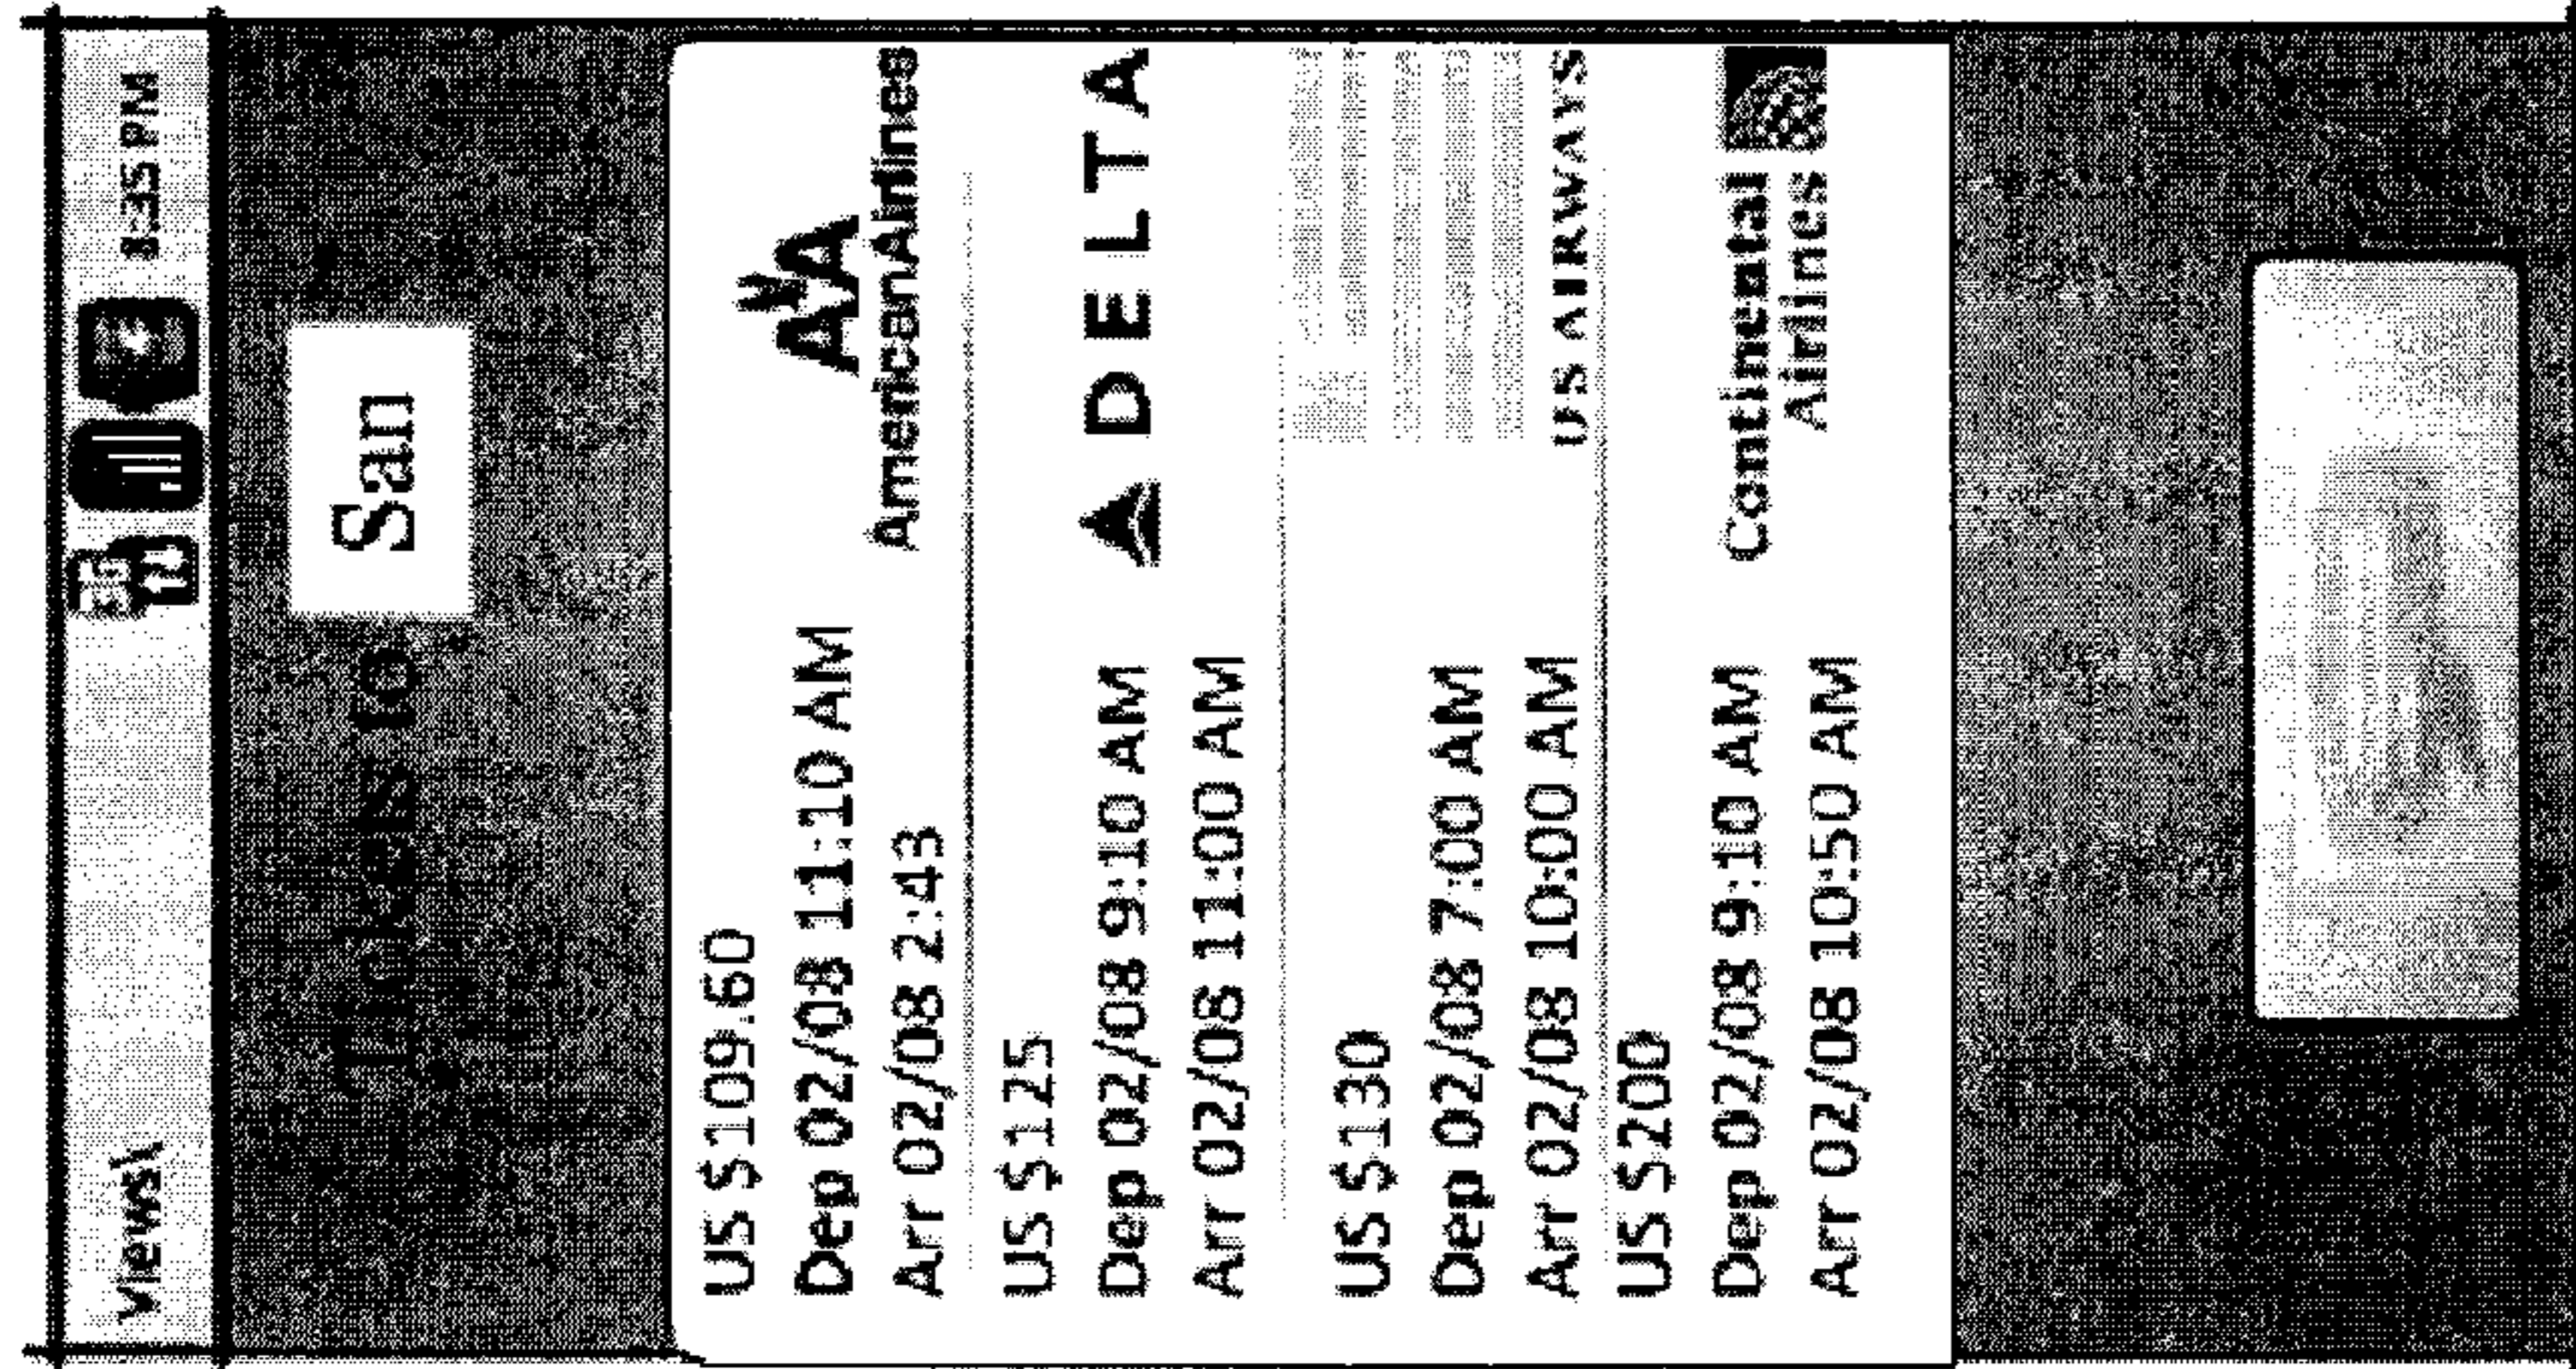 Views\
3G
8:35 PM
Tickets to San
US $109.60
Dep 02/08 11:10 AM
Arr 02/08 2:43
AA
AmericanAirlines
US $125
Dep 02/08 9:10 AM
Arr 02/08 11:00 AM
DELTA
US $130
Dep 02/08 7:00 AM
Arr 02/08 10:00 AM
US AIRWAYS
US $200
Dep 02/08 9:10 AM
Arr 02/08 10:50 AM
Continental
Airlines